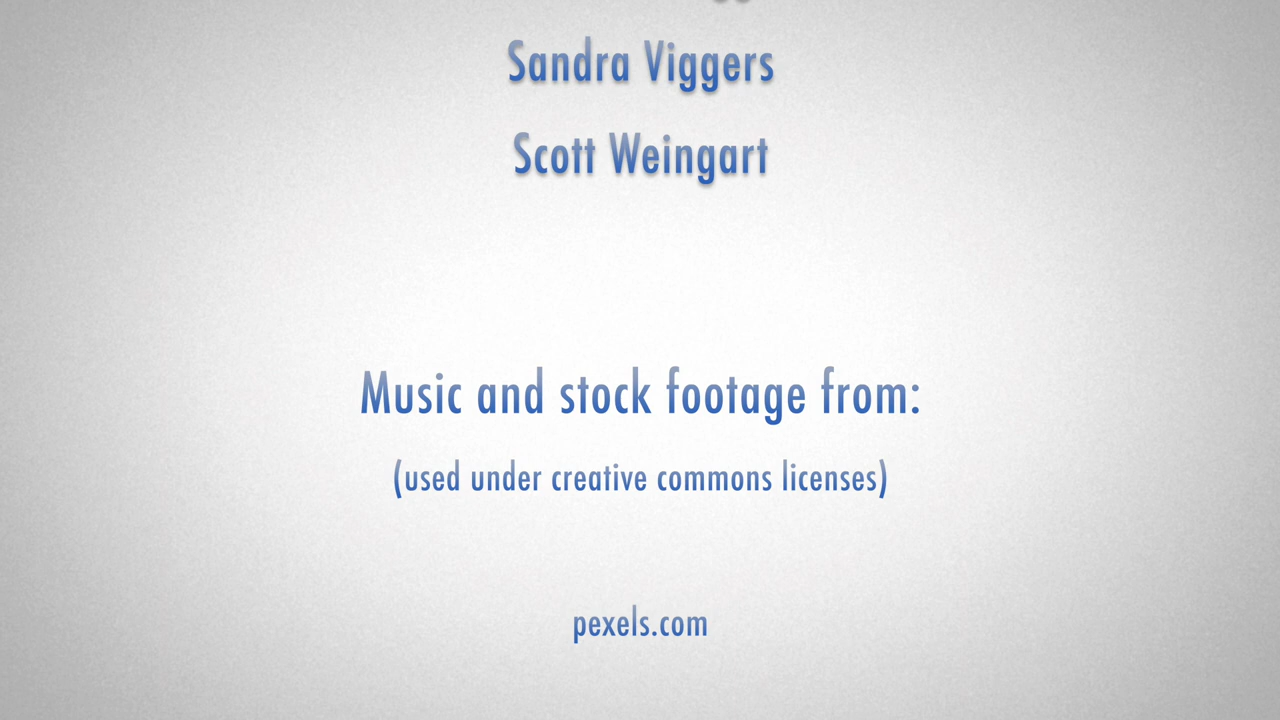 Sandra Viggers
Scott Weingart
Music and stock footage from:
(used under creative commons licenses)
pexels.com